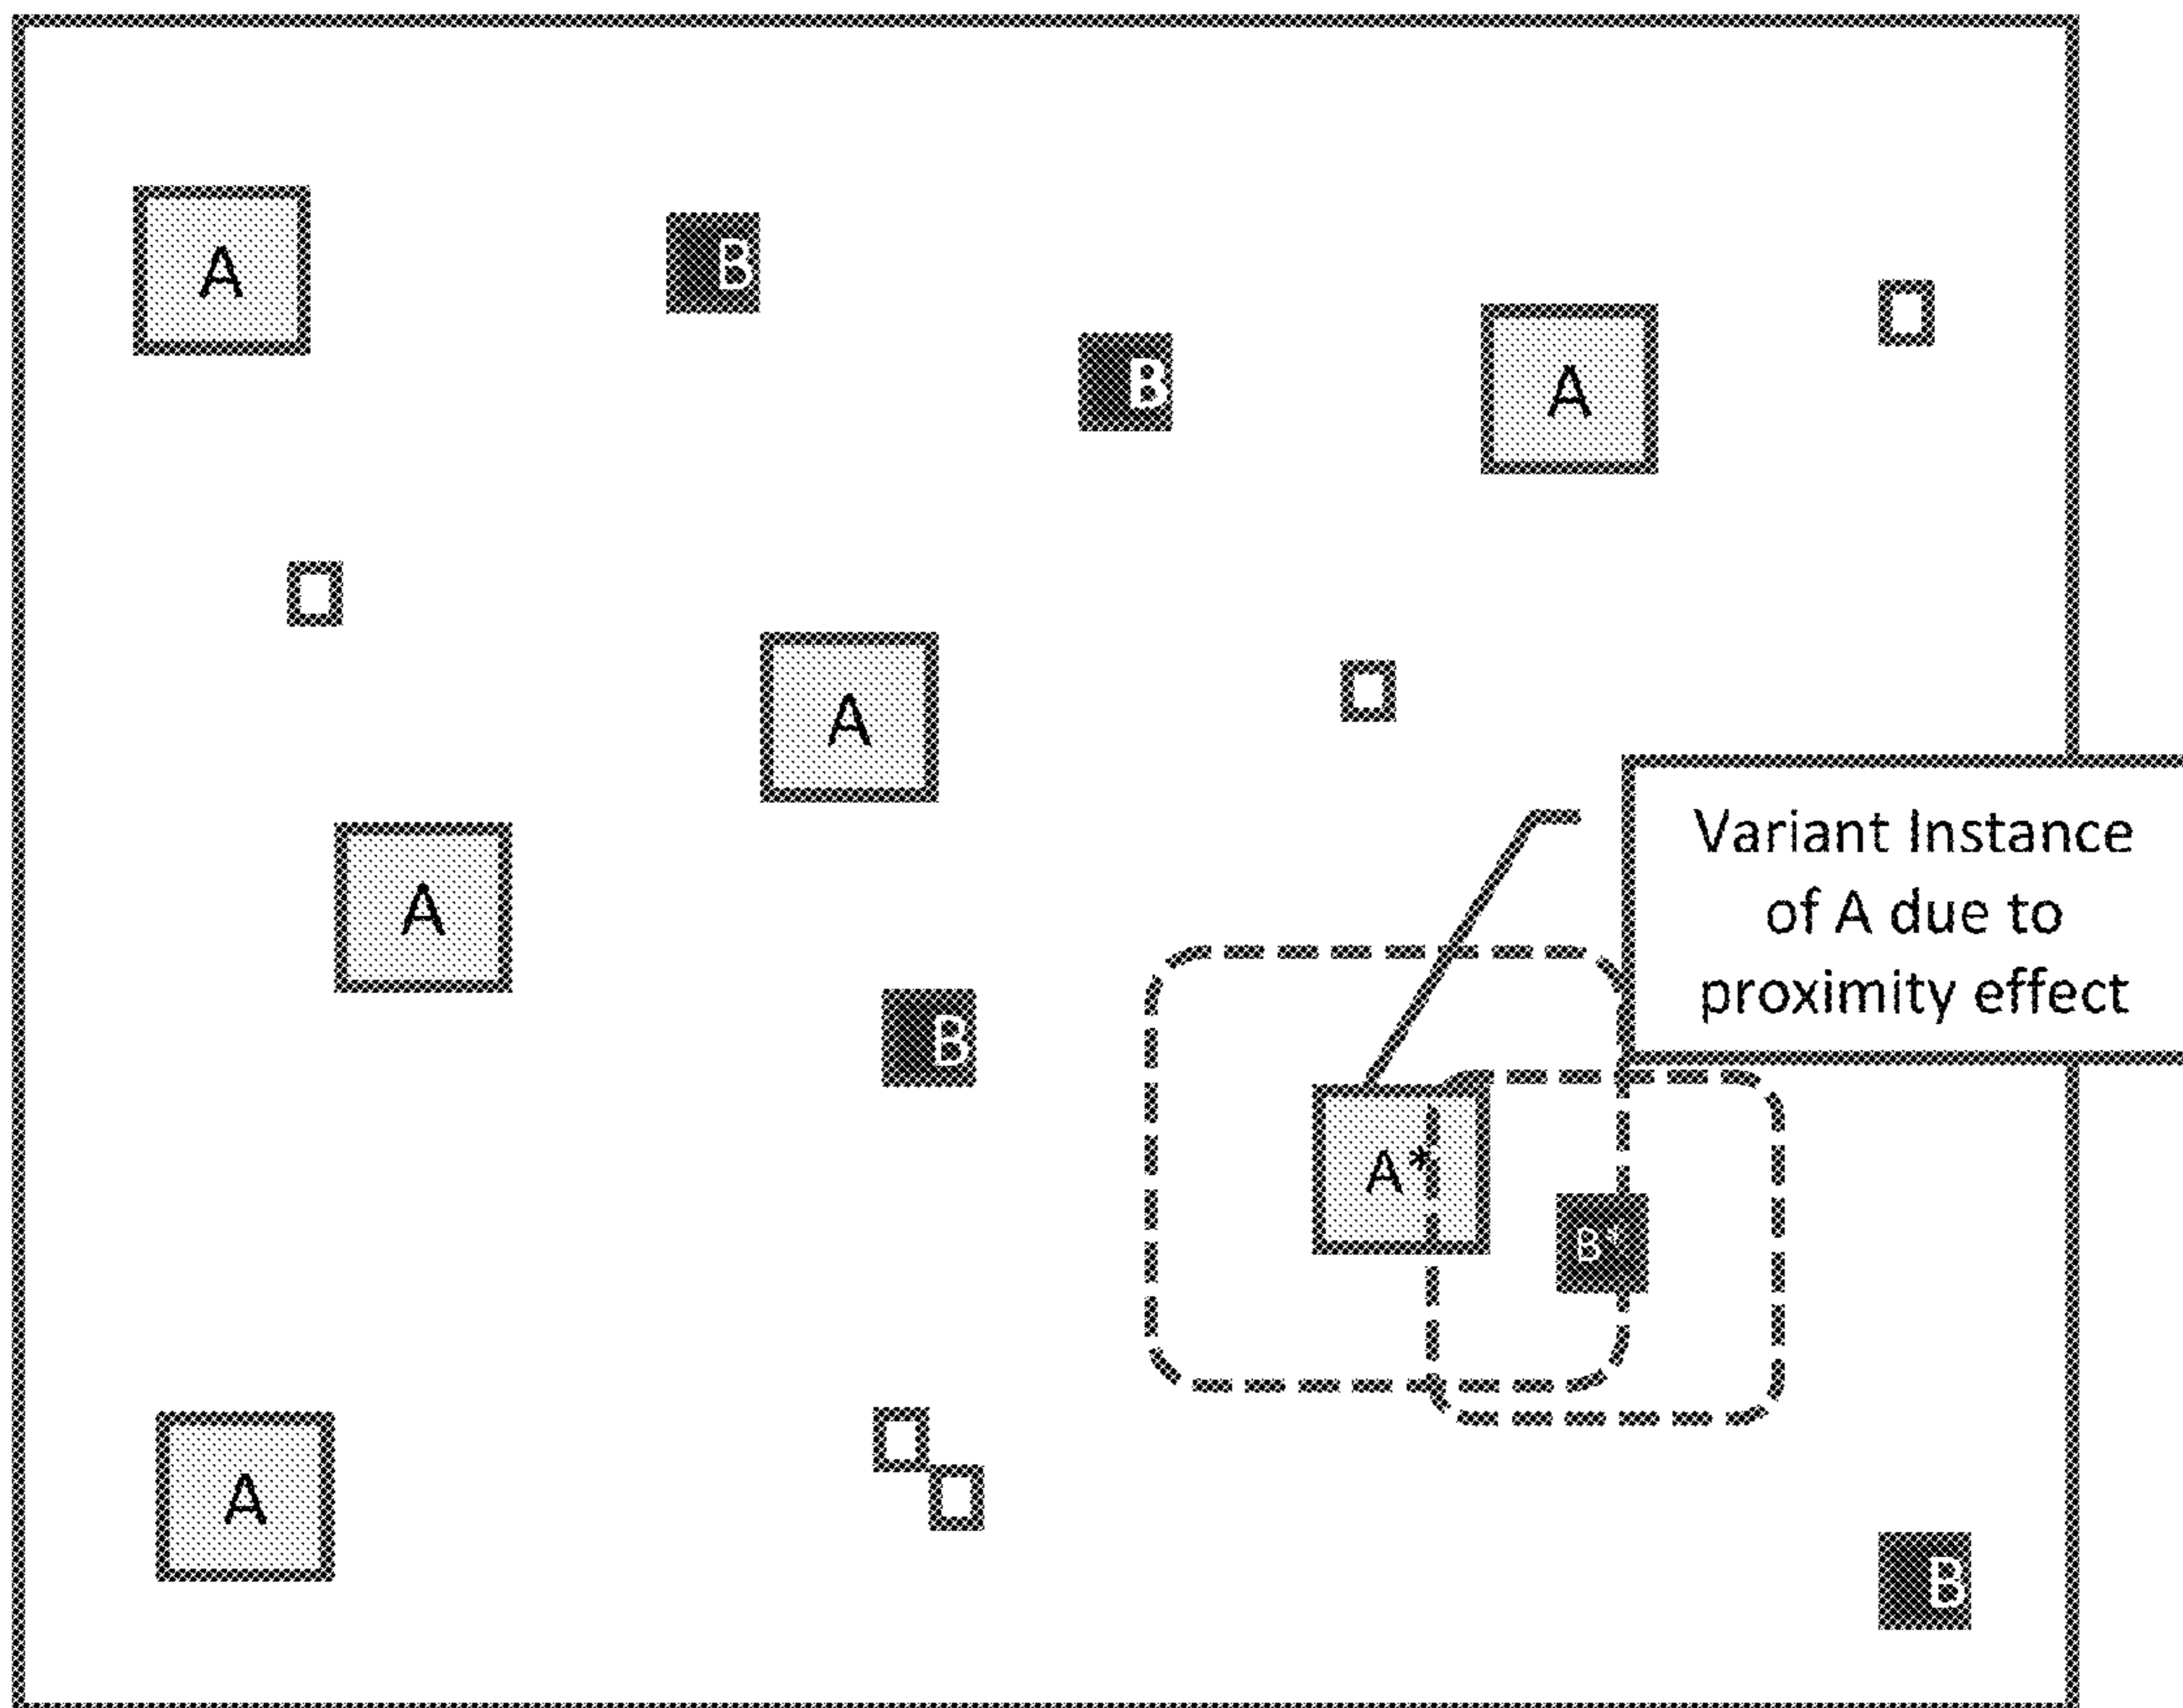 A
B
B
A
A
A
Variant Instance
of A due to
proximity effect
B
A*
B*
A
B